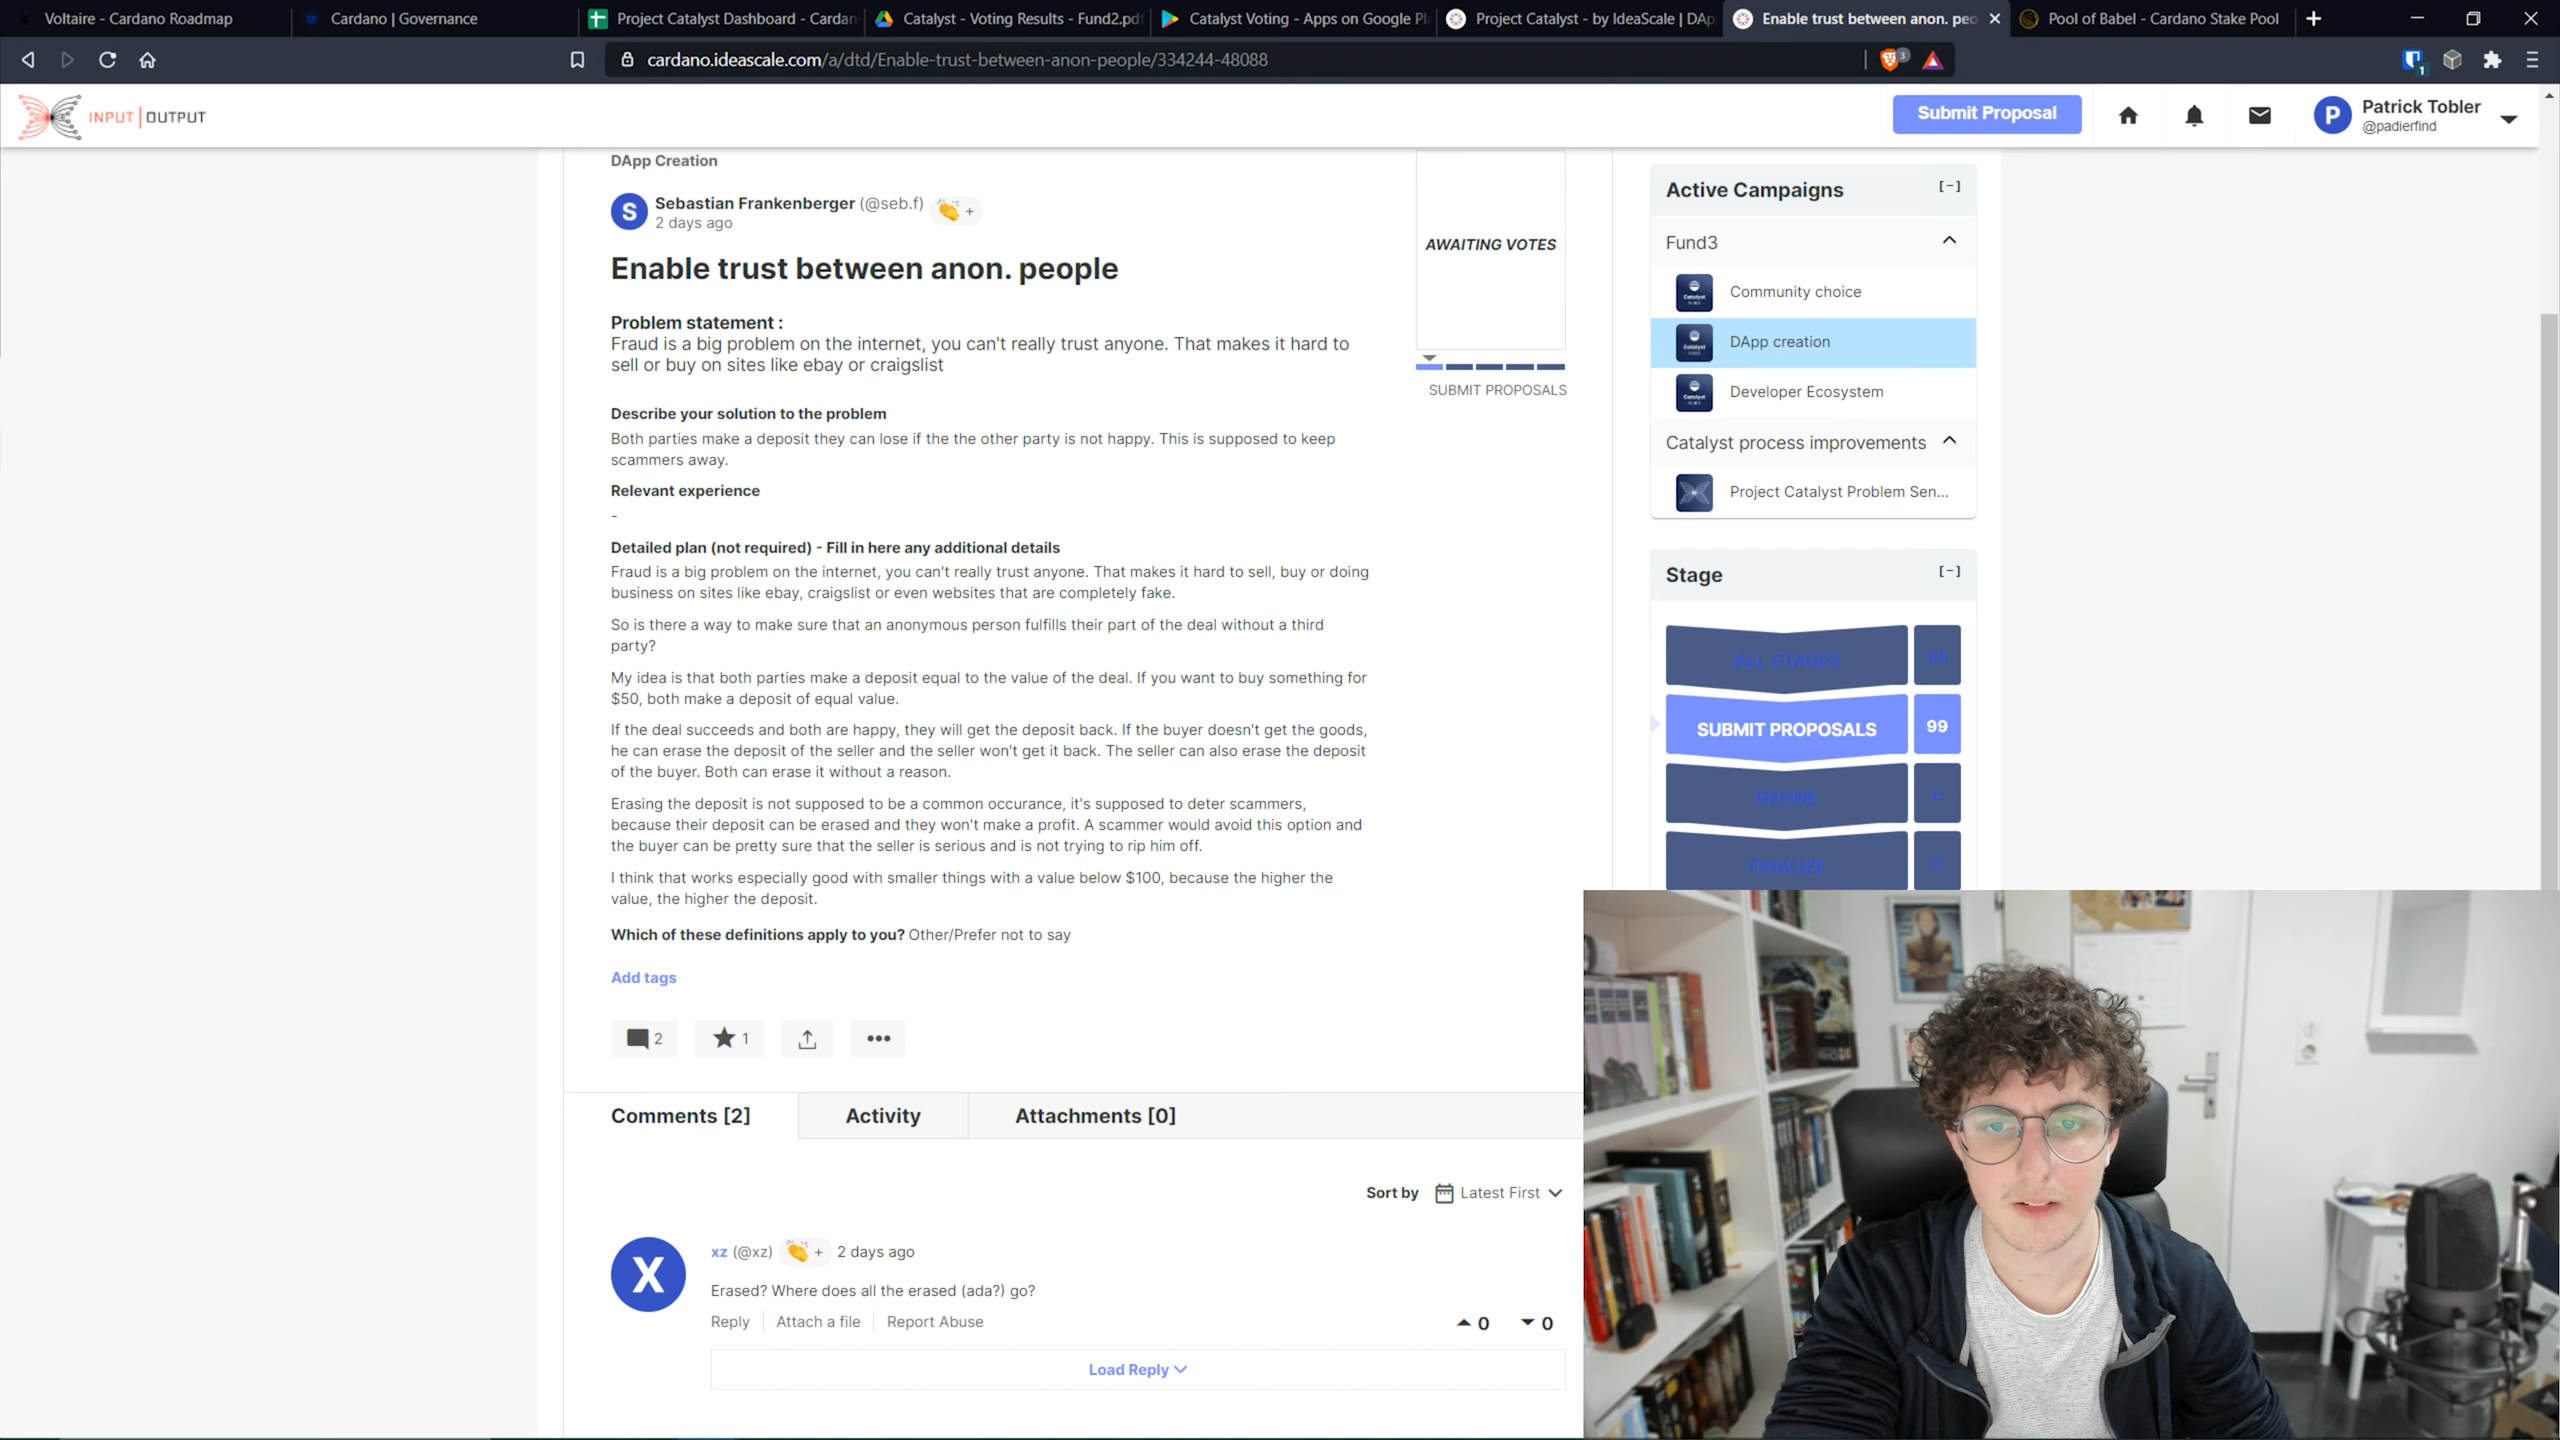 Voltaire - Cardano Roadmap
Cardano | Governance
Project Catalyst Dashboard - Cardan
Catalyst - Voting Results - Fund2.pdf
Catalyst Voting - Apps on Google Pl
Project Catalyst - by IdeaScale | DAp
Enable trust between anon. peo
Pool of Babel - Cardano Stake Pool
cardano.ideascale.com/a/dtd/Enable-trust-between-anon-people/334244-48088
3
1
INPUT | OUTPUT
Submit Proposal
P
Patrick Tobler
@padierfind
DApp Creation
S
Sebastian Frankenberger (@seb.f)
+
2 days ago
Enable trust between anon. people
Problem statement :
Fraud is a big problem on the internet, you can't really trust anyone. That makes it hard to
sell or buy on sites like ebay or craigslist
Describe your solution to the problem
Both parties make a deposit they can lose if the the other party is not happy. This is supposed to keep
scammers away.
Relevant experience
-
Detailed plan (not required) - Fill in here any additional details
Fraud is a big problem on the internet, you can't really trust anyone. That makes it hard to sell, buy or doing
business on sites like ebay, craigslist or even websites that are completely fake.
So is there a way to make sure that an anonymous person fulfills their part of the deal without a third
party?
My idea is that both parties make a deposit equal to the value of the deal. If you want to buy something for
$50, both make a deposit of equal value.
If the deal succeeds and both are happy, they will get the deposit back. If the buyer doesn't get the goods,
he can erase the deposit of the seller and the seller won't get it back. The seller can also erase the deposit
of the buyer. Both can erase it without a reason.
Erasing the deposit is not supposed to be a common occurance, it's supposed to deter scammers,
because their deposit can be erased and they won't make a profit. A scammer would avoid this option and
the buyer can be pretty sure that the seller is serious and is not trying to rip him off.
I think that works especially good with smaller things with a value below $100, because the higher the
value, the higher the deposit.
Which of these definitions apply to you? Other/Prefer not to say
Add tags
2
1
Comments [2]
Activity
Attachments [0]
Sort by
Latest First
X
xz (@xz)
+
2 days ago
Erased? Where does all the erased (ada?) go?
Reply
Attach a file
Report Abuse
0
0
Load Reply
AWAITING VOTES
SUBMIT PROPOSALS
Active Campaigns
[-]
Fund3
Community choice
DApp creation
Developer Ecosystem
Catalyst process improvements
Project Catalyst Problem Sen...
Stage
[-]
ALL STAGES
99
SUBMIT PROPOSALS
99
REFINE
0
FINALIZE
0